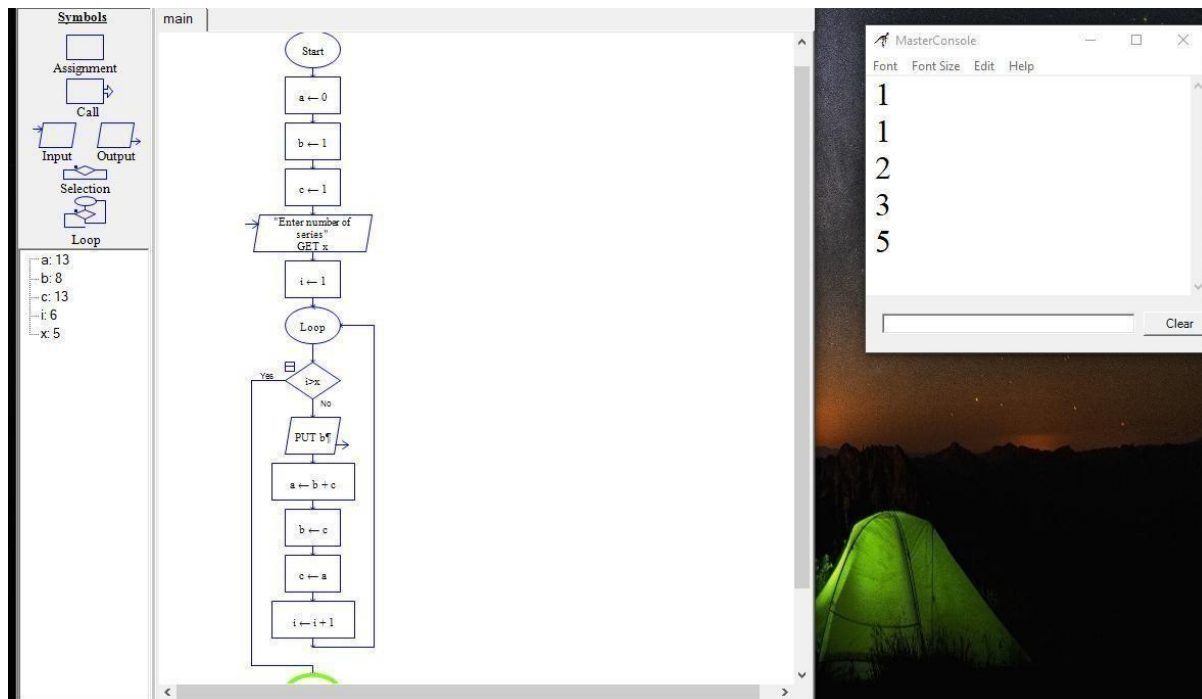 Symbols
Assignment
Call
Input Output
Selection
Loop
a: 13
b: 8
c: 13
i: 6
x: 5
main
Start
a ← 0
b ← 1
c ← 1
"Enter number of
series"
GET x
i ← 1
Loop
Yes
i>x
No
PUT b¶
a ← b + c
b ← c
c ← a
i ← i + 1
MasterConsole
Font Font Size Edit Help
1
1
2
3
5
Clear